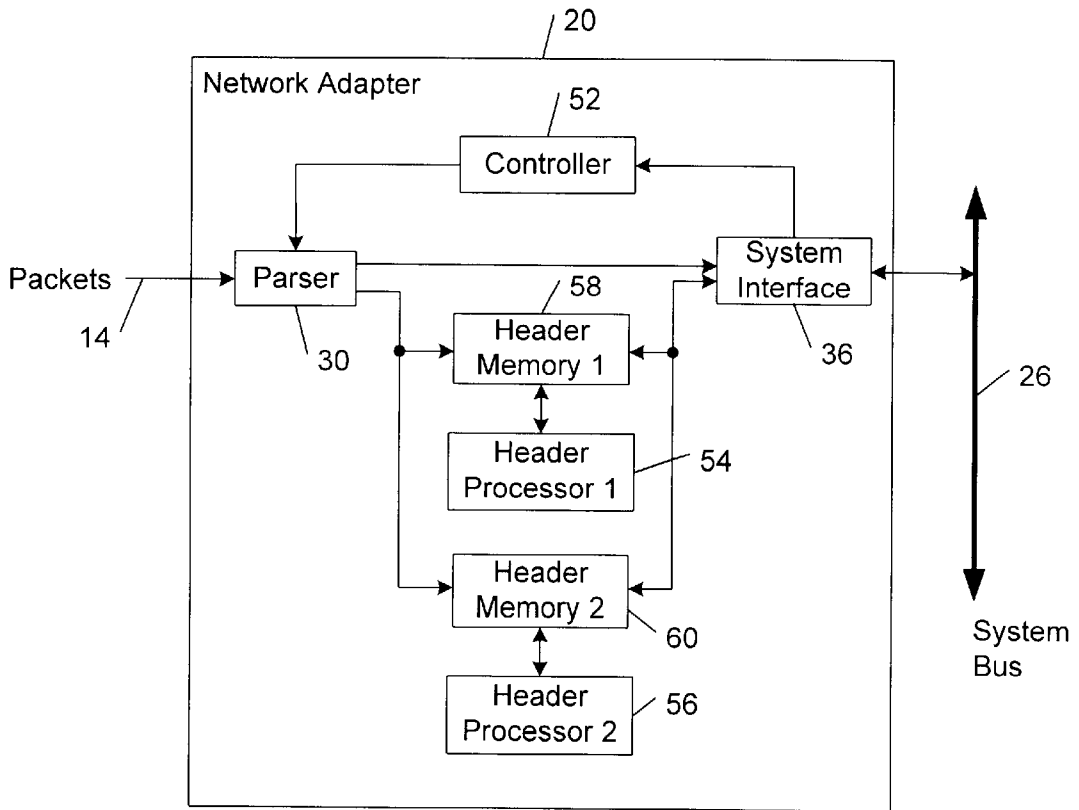 20
Network Adapter
52
Controller
Packets
14
Parser
30
System
Interface
36
58
Header
Memory 1
26
Header
Processor 1
54
Header
Memory 2
60
System
Bus
Header
Processor 2
56